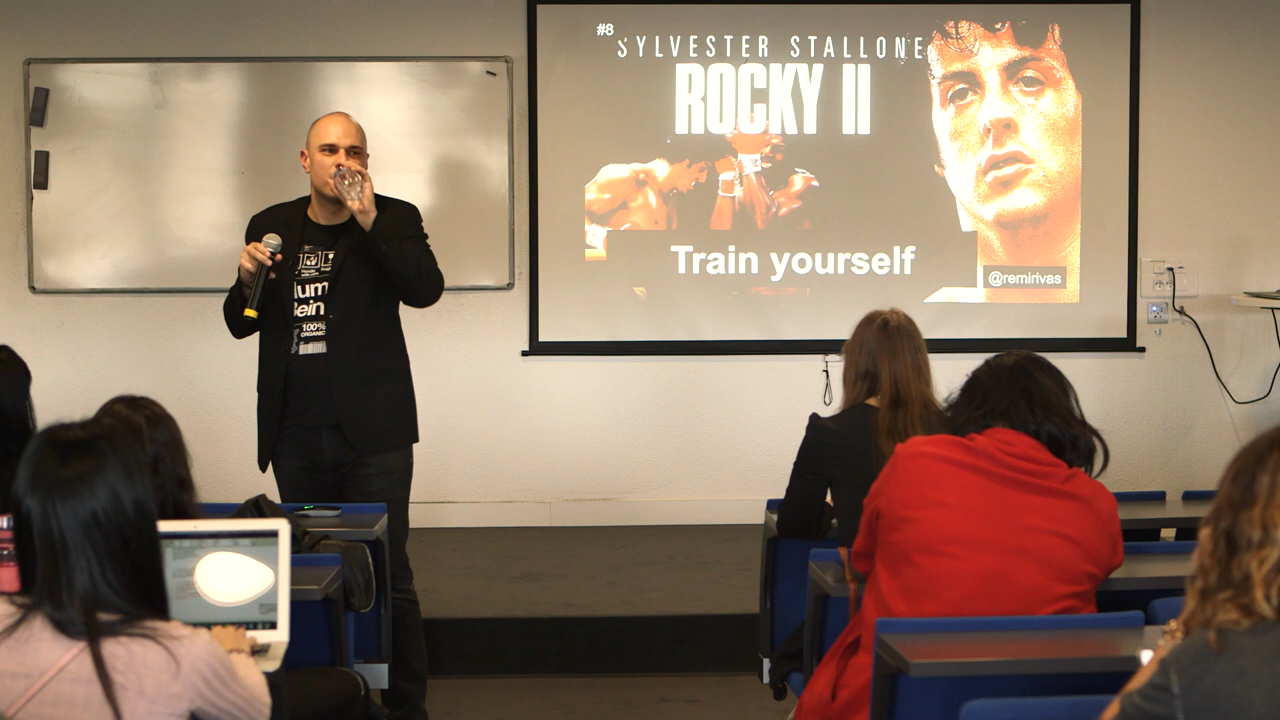 #8
SYLVESTER STALLONE
ROCKY II
Train yourself
@remirivas
100%
ORGANIC